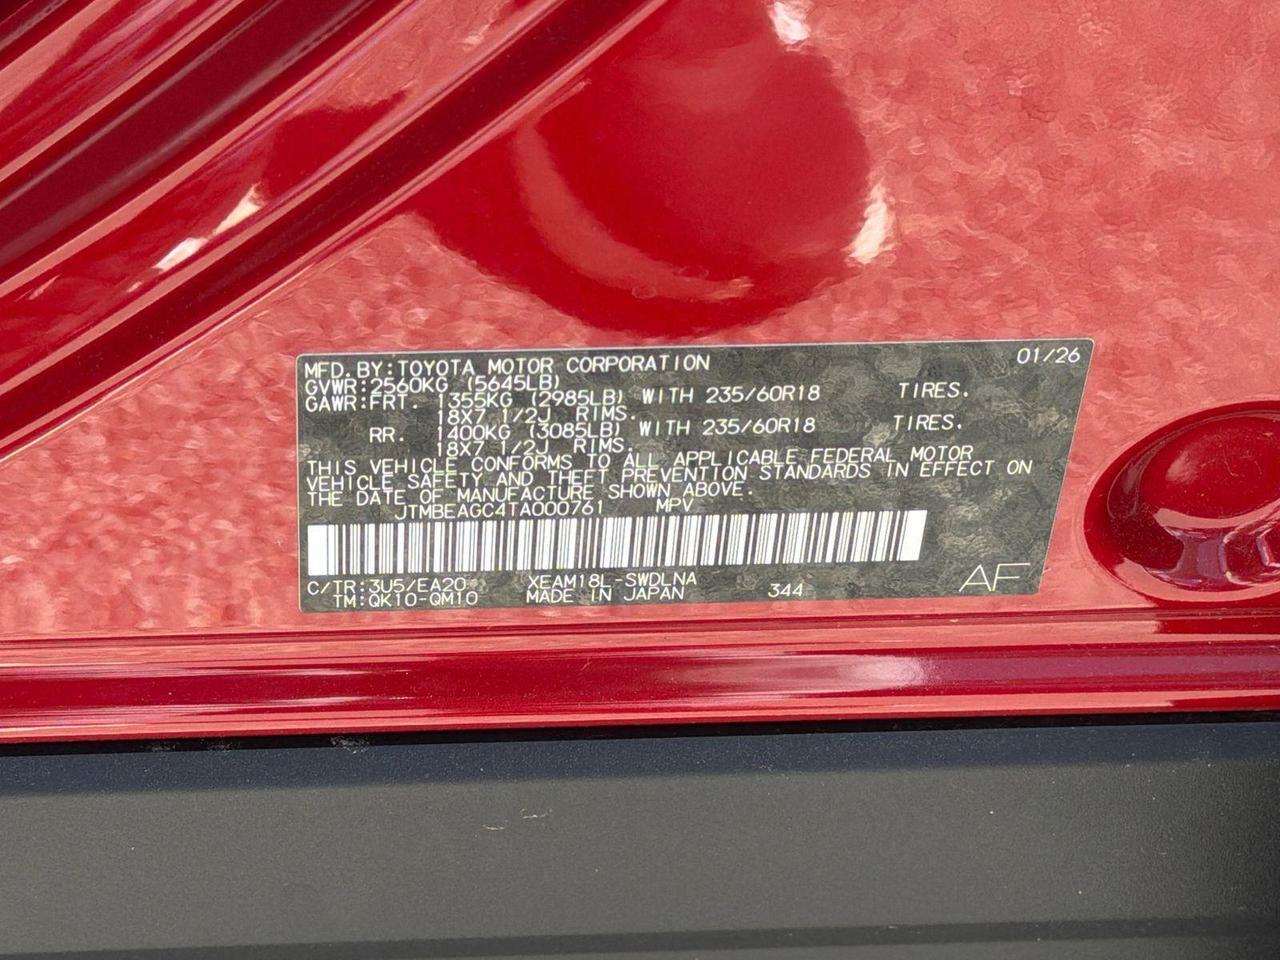 MFD.BY:TOYOTA MOTOR CORPORATION 01/26
GVWR:2560KG (5645LB)
GAWR:FRT. 1355KG (2985LB) WITH 235/60R18 TIRES.
18X7 1/2J RIMS.
RR. 1400KG (3085LB) WITH 235/60R18 TIRES.
18X7 1/2J RIMS.
THIS VEHICLE CONFORMS TO ALL APPLICABLE FEDERAL MOTOR
VEHICLE SAFETY AND THEFT PREVENTION STANDARDS IN EFFECT ON
THE DATE OF MANUFACTURE SHOWN ABOVE.
JTMBEAGC4TA000761 MPV
C/TR:3U5/EA20 XEAM18L-SWDLNA
TM:QK10-QM10 MADE IN JAPAN 344 AF